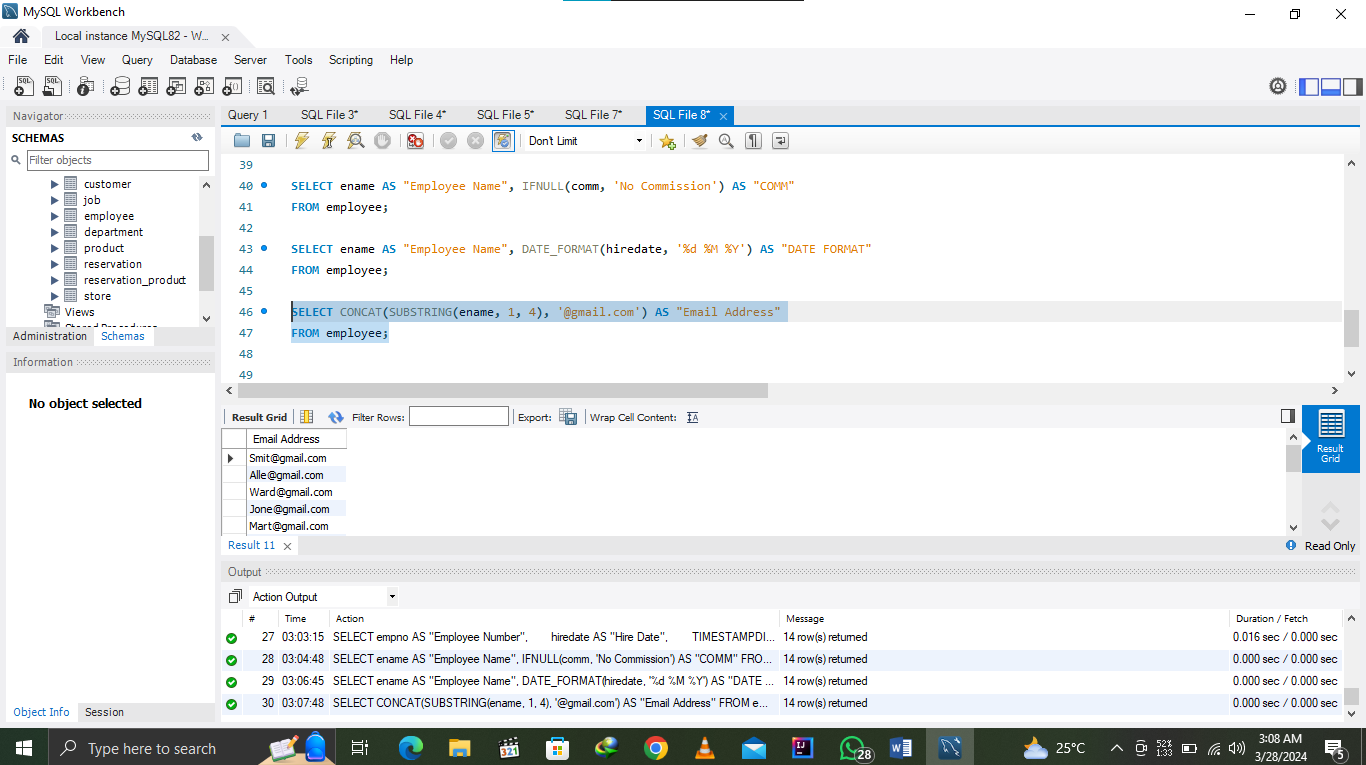 MySQL Workbench
Local instance MySQL82 - W...
File Edit View Query Database Server Tools Scripting Help
Navigator
SCHEMAS
Filter objects
customer
job
employee
department
product
reservation
reservation_product
store
Views
Stored Procedures
Administration Schemas
Information
No object selected
Object Info Session
Query 1 SQL File 3* SQL File 4* SQL File 5* SQL File 7* SQL File 8*
Don't Limit
39
40 SELECT ename AS "Employee Name", IFNULL(comm, 'No Commission') AS "COMM"
41 FROM employee;
42
43 SELECT ename AS "Employee Name", DATE_FORMAT(hiredate, '%d %M %Y') AS "DATE FORMAT"
44 FROM employee;
45
46 SELECT CONCAT(SUBSTRING(ename, 1, 4), '@gmail.com') AS "Email Address"
47 FROM employee;
48
49
Result Grid Filter Rows: Export: Wrap Cell Content:
Email Address
Smit@gmail.com
Alle@gmail.com
Ward@gmail.com
Jone@gmail.com
Mart@gmail.com
Result Grid
Result 11
Read Only
Output
Action Output
# Time Action Message Duration / Fetch
27 03:03:15 SELECT empno AS "Employee Number", hiredate AS "Hire Date", TIMESTAMPDI... 14 row(s) returned 0.016 sec / 0.000 sec
28 03:04:48 SELECT ename AS "Employee Name", IFNULL(comm, 'No Commission') AS "COMM" FRO... 14 row(s) returned 0.000 sec / 0.000 sec
29 03:06:45 SELECT ename AS "Employee Name", DATE_FORMAT(hiredate, '%d %M %Y') AS "DATE ... 14 row(s) returned 0.000 sec / 0.000 sec
30 03:07:48 SELECT CONCAT(SUBSTRING(ename, 1, 4), '@gmail.com') AS "Email Address" FROM e... 14 row(s) returned 0.000 sec / 0.000 sec
Type here to search
321
28
25°C
52%
1:33
3:08 AM
3/28/2024
5